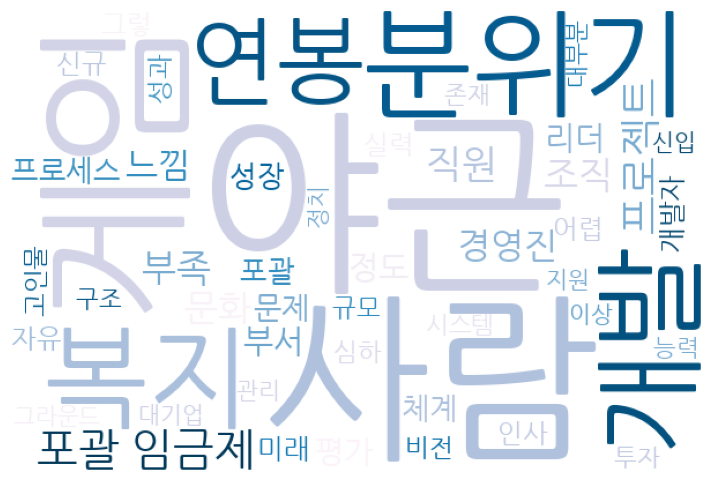 그렇
신규
성과
연봉
분위기
대부분
게임
존재
실력
리더
프로젝트
신입
프로세스
느낌
성장
야근
직원
조직
개발자
정치
어렵
고인물
구조
부족
포괄
정도
경영진
지원
개발
문화
문제
규모
이상
자유
부서
심하
시스템
능력
복지
사람
그라운드
대기업
관리
체계
인사
포괄 임금제
미래
평가
비전
투자